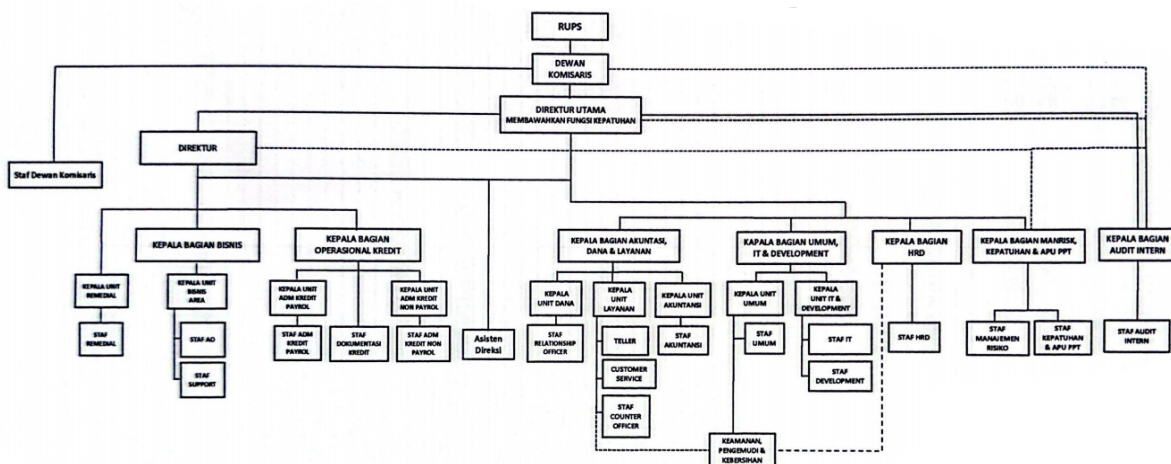 RUPS
DEWAN
KOMISARIS
DIREKTUR UTAMA
MEMBAWAHKAN FUNGSI KEPATUHAN
DIREKTUR
Staf Dewan Komisaris
KEPALA BAGIAN BISNIS
KEPALA BAGIAN
OPERASIONAL KREDIT
KEPALA BAGIAN AKUNTASI,
DANA & LAYANAN
KAPALA BAGIAN UMUM,
IT & DEVELOPMENT
KEPALA BAGIAN
HRD
KEPALA BAGIAN MANRISK,
KEPATUHAN & APU PPT
KEPALA BAGIAN
AUDIT INTERN
KEPALA UNIT
REMEDIAL
KEPALA UNIT
BISNIS
AREA
KEPALA UNIT
ADM KREDIT
PAYROL
KEPALA UNIT
ADM KREDIT
NON PAYROL
KEPALA
UNIT DANA
KEPALA
UNIT
LAYANAN
KEPALA
UNIT
AKUNTANSI
KEPALA UNIT
UMUM
KEPALA
UNIT IT &
DEVELOPMENT
STAF
REMEDIAL
STAF AO
STAF
SUPPORT
STAF ADM
KREDIT
PAYROL
STAF
DOKUMENTASI
KREDIT
STAF ADM
KREDIT NON
PAYROL
Asisten
Direksi
STAF
RELATIONSHIP
OFFICER
TELLER
CUSTOMER
SERVICE
STAF
COUNTER
OFFICER
STAF
AKUNTANSI
STAF
UMUM
STAF IT
STAF
DEVELOPMENT
STAF HRD
STAF
MANAJEMEN
RISIKO
STAF
KEPATUHAN
& APU PPT
STAF AUDIT
INTERN
KEAMANAN,
PENGEMUDI &
KEBERSIHAN